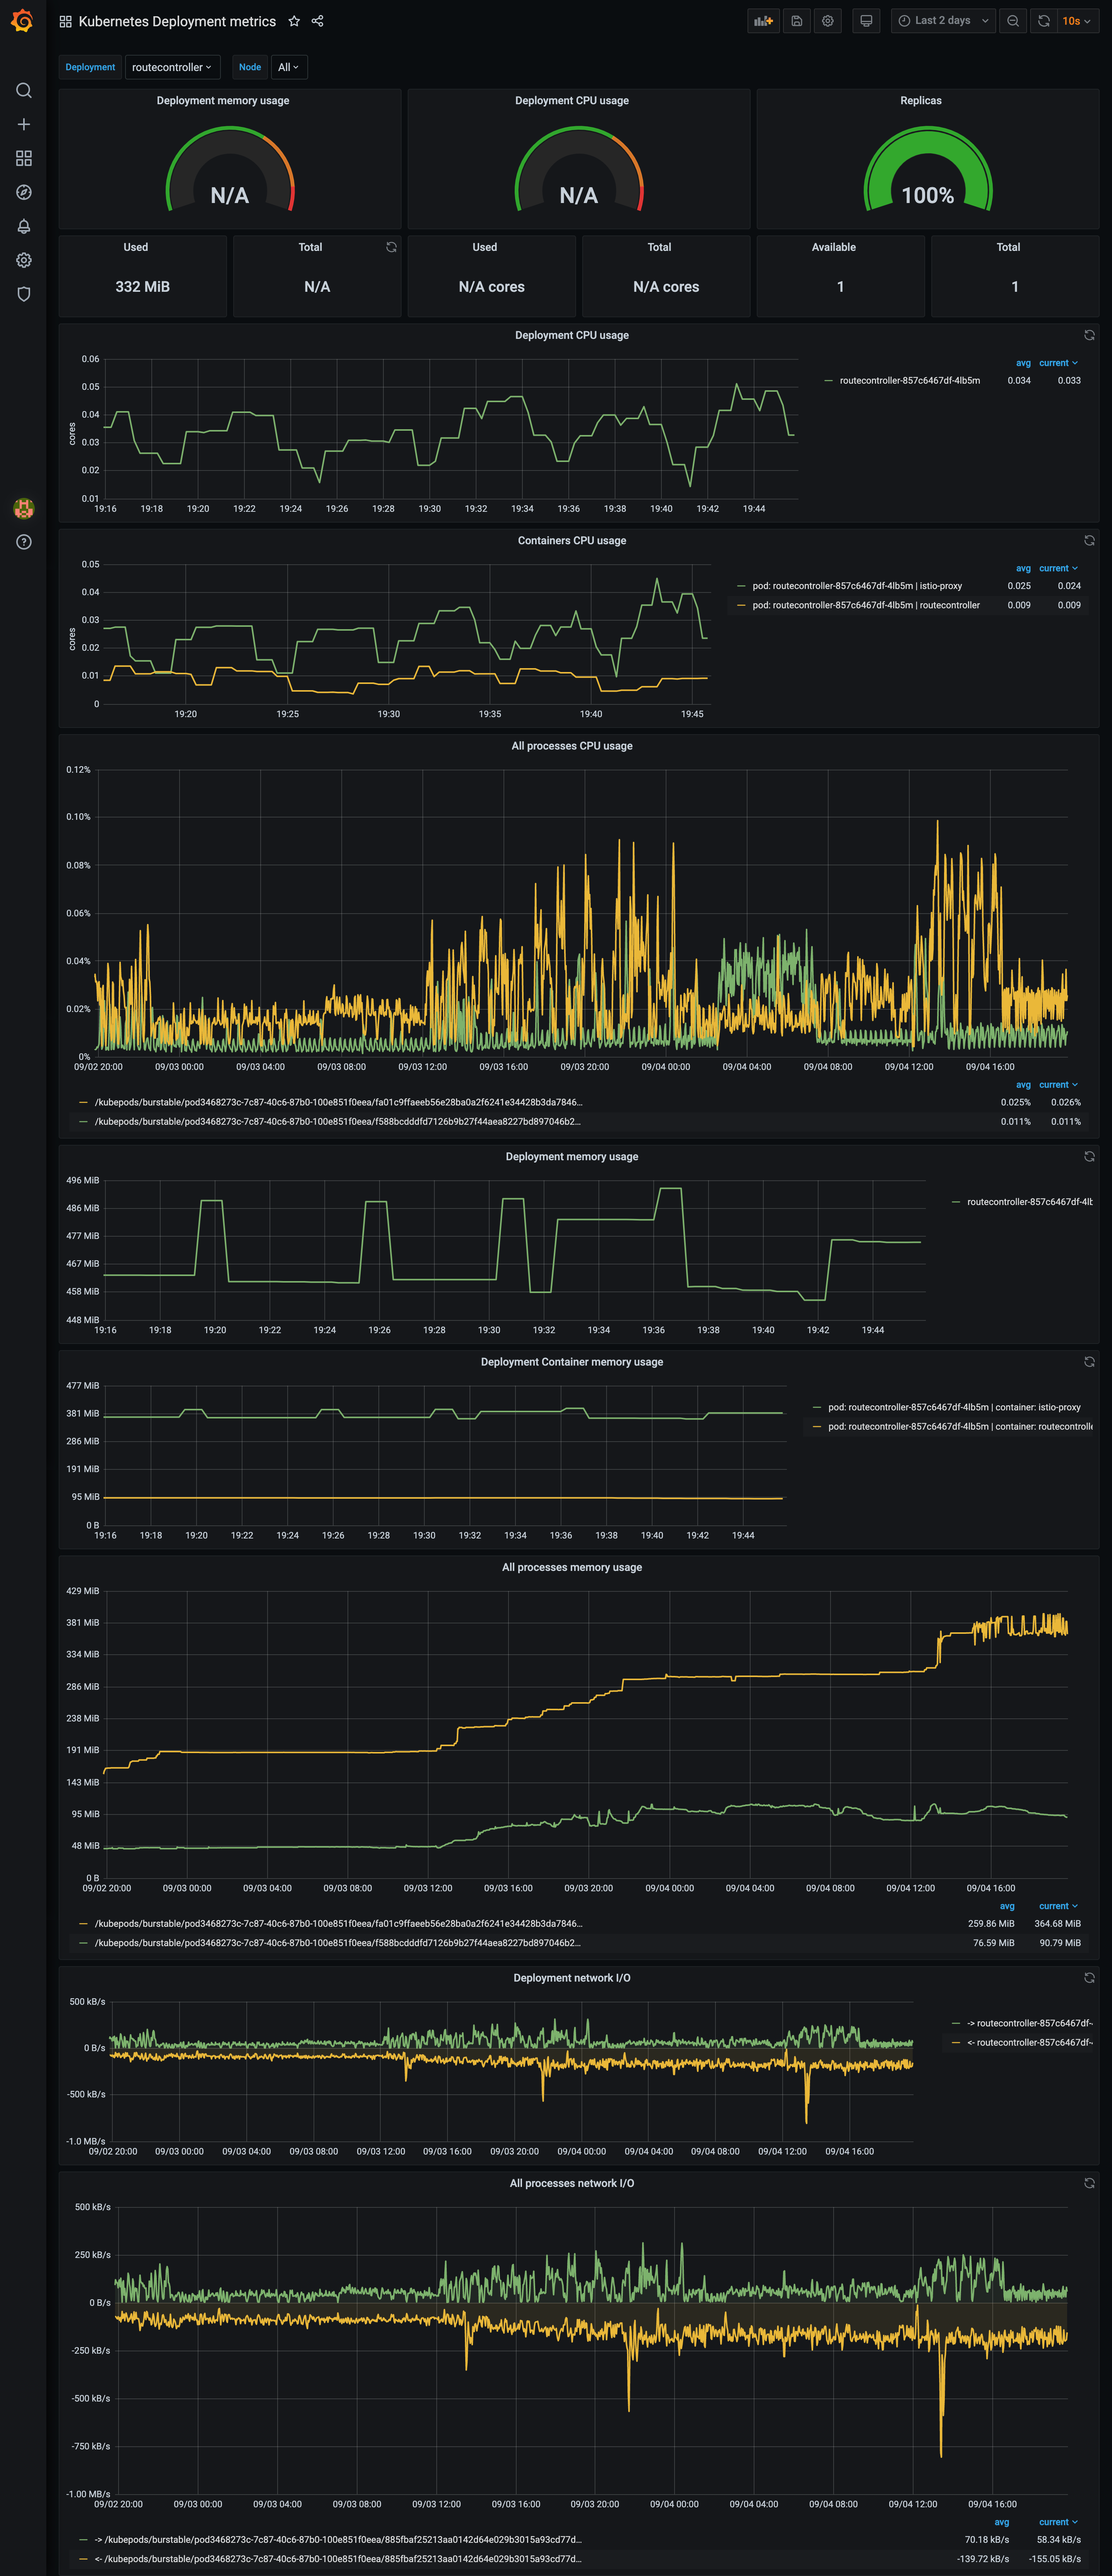 Kubernetes Deployment metrics
Last 2 days
10s
Deployment routecontroller Node All
Deployment memory usage
N/A
Deployment CPU usage
N/A
Replicas
100%
Used
332 MiB
Total
N/A
Used
N/A cores
Total
N/A cores
Available
1
Total
1
Deployment CPU usage
cores
0.06
0.05
0.04
0.03
0.02
0.01
19:16 19:18 19:20 19:22 19:24 19:26 19:28 19:30 19:32 19:34 19:36 19:38 19:40 19:42 19:44
avg current
routecontroller-857c6467df-4lb5m 0.034 0.033
Containers CPU usage
cores
0.05
0.04
0.03
0.02
0.01
0
19:20 19:25 19:30 19:35 19:40 19:45
avg current
pod: routecontroller-857c6467df-4lb5m | istio-proxy 0.025 0.024
pod: routecontroller-857c6467df-4lb5m | routecontroller 0.009 0.009
All processes CPU usage
0.12%
0.10%
0.08%
0.06%
0.04%
0.02%
0%
09/02 20:00 09/03 00:00 09/03 04:00 09/03 08:00 09/03 12:00 09/03 16:00 09/03 20:00 09/04 00:00 09/04 04:00 09/04 08:00 09/04 12:00 09/04 16:00
avg current
/kubepods/burstable/pod3468273c-7c87-40c6-87b0-100e851f0eea/fa01c9ffaeeb56e28ba0a2f6241e34428b3da7846... 0.025% 0.026%
/kubepods/burstable/pod3468273c-7c87-40c6-87b0-100e851f0eea/f588bcdddfd7126b9b27f44aea8227bd897046b2... 0.011% 0.011%
Deployment memory usage
496 MiB
486 MiB
477 MiB
467 MiB
458 MiB
448 MiB
19:16 19:18 19:20 19:22 19:24 19:26 19:28 19:30 19:32 19:34 19:36 19:38 19:40 19:42 19:44
routecontroller-857c6467df-4lb
Deployment Container memory usage
477 MiB
381 MiB
286 MiB
191 MiB
95 MiB
0 B
19:16 19:18 19:20 19:22 19:24 19:26 19:28 19:30 19:32 19:34 19:36 19:38 19:40 19:42 19:44
pod: routecontroller-857c6467df-4lb5m | container: istio-proxy
pod: routecontroller-857c6467df-4lb5m | container: routecontrolle
All processes memory usage
429 MiB
381 MiB
334 MiB
286 MiB
238 MiB
191 MiB
143 MiB
95 MiB
48 MiB
0 B
09/02 20:00 09/03 00:00 09/03 04:00 09/03 08:00 09/03 12:00 09/03 16:00 09/03 20:00 09/04 00:00 09/04 04:00 09/04 08:00 09/04 12:00 09/04 16:00
avg current
/kubepods/burstable/pod3468273c-7c87-40c6-87b0-100e851f0eea/fa01c9ffaeeb56e28ba0a2f6241e34428b3da7846... 259.86 MiB 364.68 MiB
/kubepods/burstable/pod3468273c-7c87-40c6-87b0-100e851f0eea/f588bcdddfd7126b9b27f44aea8227bd897046b2... 76.59 MiB 90.79 MiB
Deployment network I/O
500 kB/s
0 B/s
-500 kB/s
-1.0 MB/s
09/02 20:00 09/03 00:00 09/03 04:00 09/03 08:00 09/03 12:00 09/03 16:00 09/03 20:00 09/04 00:00 09/04 04:00 09/04 08:00 09/04 12:00 09/04 16:00
-> routecontroller-857c6467df-
<- routecontroller-857c6467df-
All processes network I/O
500 kB/s
250 kB/s
0 B/s
-250 kB/s
-500 kB/s
-750 kB/s
-1.00 MB/s
09/02 20:00 09/03 00:00 09/03 04:00 09/03 08:00 09/03 12:00 09/03 16:00 09/03 20:00 09/04 00:00 09/04 04:00 09/04 08:00 09/04 12:00 09/04 16:00
avg current
-> /kubepods/burstable/pod3468273c-7c87-40c6-87b0-100e851f0eea/885fbaf25213aa0142d64e029b3015a93cd77d... 70.18 kB/s 58.34 kB/s
<- /kubepods/burstable/pod3468273c-7c87-40c6-87b0-100e851f0eea/885fbaf25213aa0142d64e029b3015a93cd77d... -139.72 kB/s -155.05 kB/s